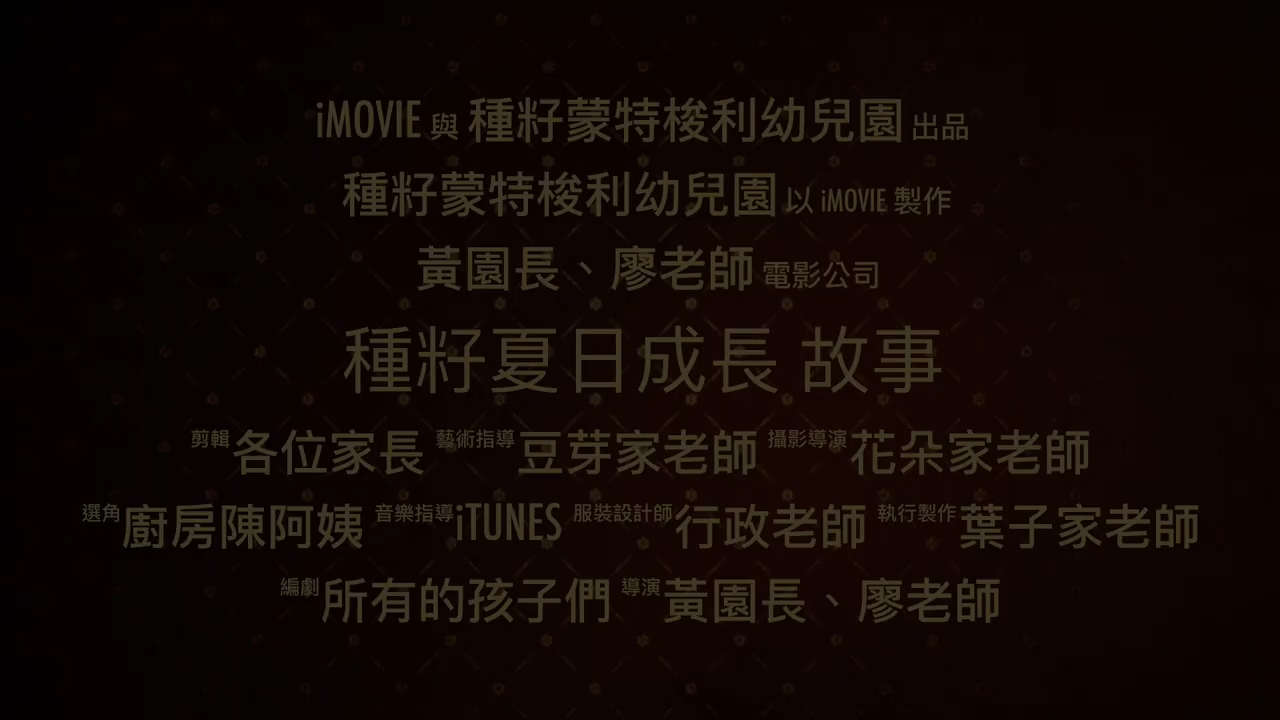 iMOVIE 與 種籽蒙特梭利幼兒園 出品
種籽蒙特梭利幼兒園 以 iMOVIE 製作
黃園長、廖老師 電影公司
種籽夏日成長 故事
剪輯 各位家長 藝術指導 豆芽家老師 攝影導演 花朵家老師
選角 廚房陳阿姨 音樂指導 iTUNES 服裝設計師 行政老師 執行製作 葉子家老師
編劇 所有的孩子們 導演 黃園長、廖老師